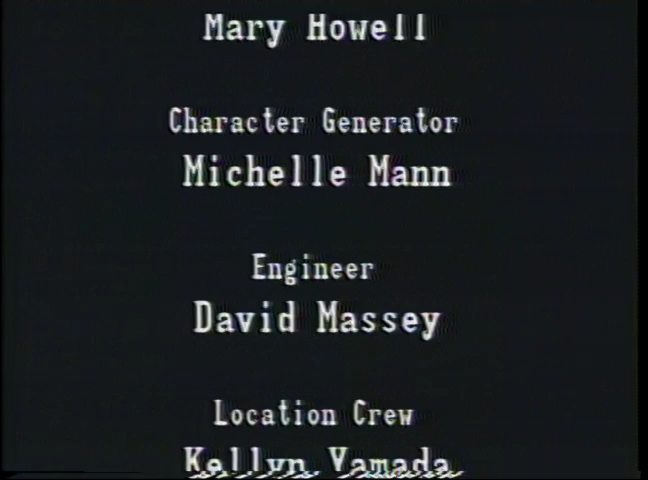 Mary Howell
Character Generator
Michelle Mann
Engineer
David Massey
Location Crew
Kellyn Yamada